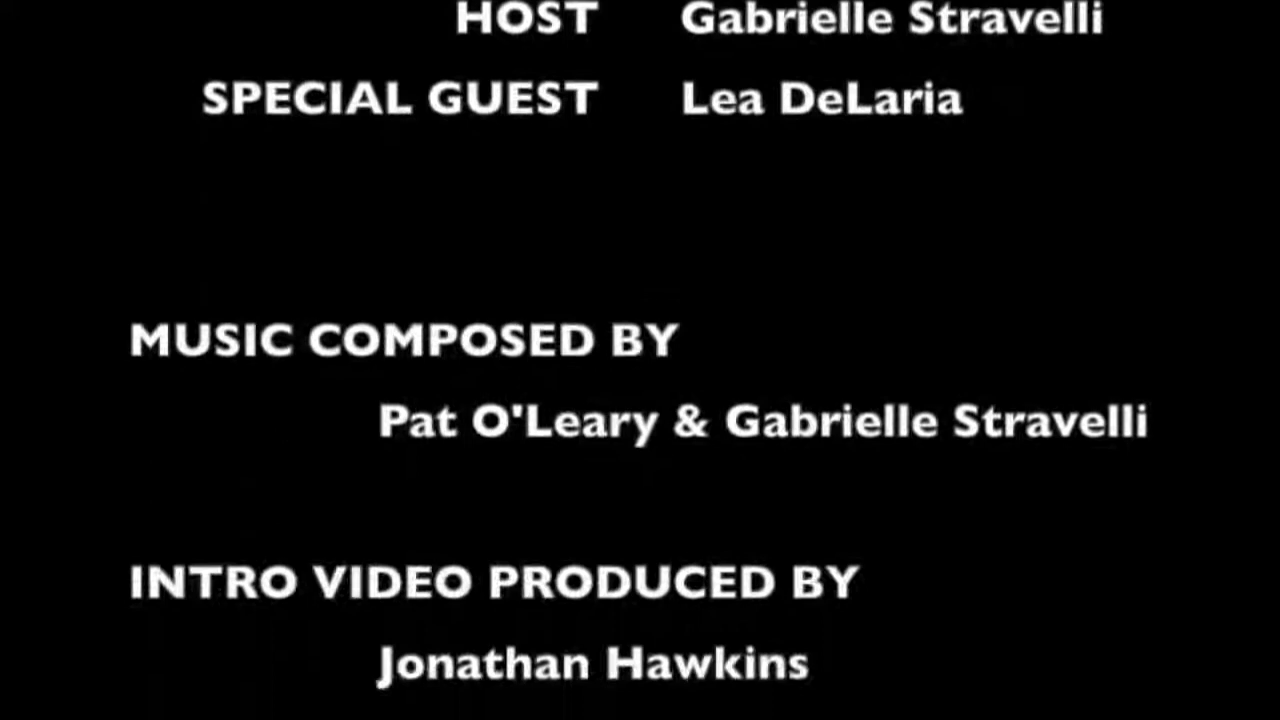 HOST Gabrielle Stravelli
SPECIAL GUEST Lea DeLaria
MUSIC COMPOSED BY
Pat O'Leary & Gabrielle Stravelli
INTRO VIDEO PRODUCED BY
Jonathan Hawkins